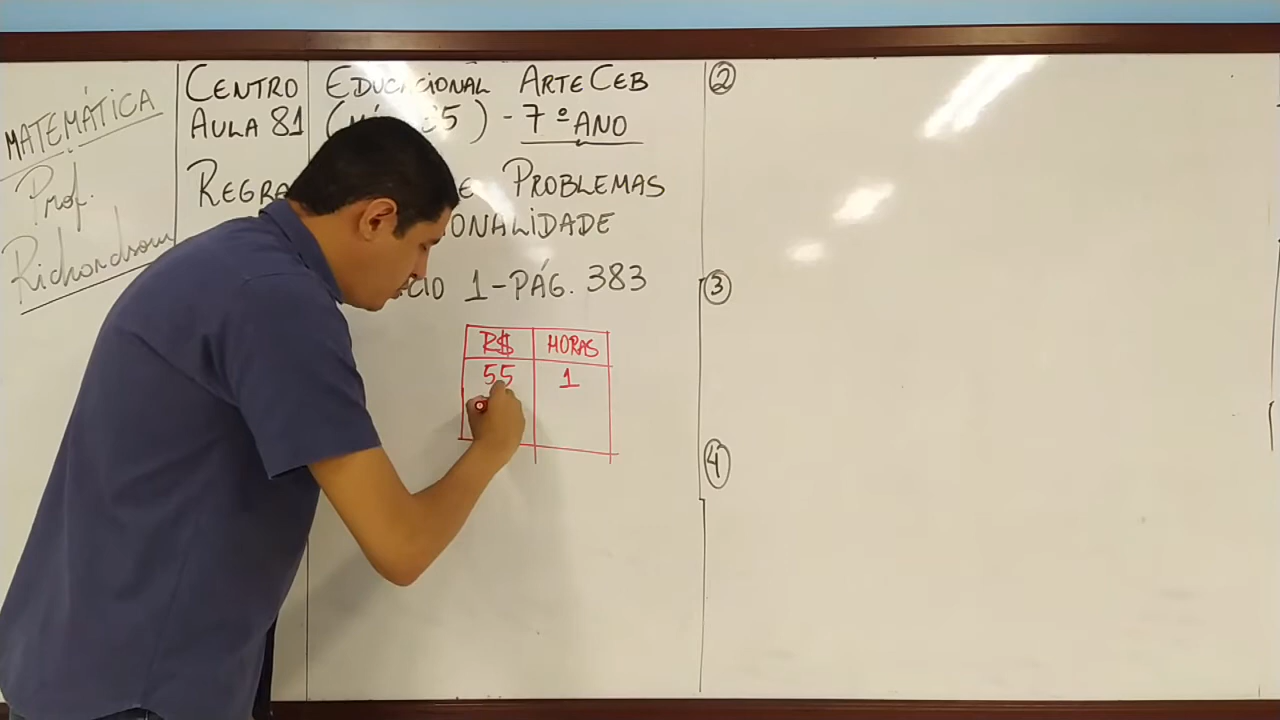 MATEMÁTICA
Prof.
Richardson
CENTRO EDUCACIONAL ARTECEB
AULA 81 ( 5 ) - 7º ANO
REGRA PROBLEMAS
1 - PÁG. 383
R$ HORAS
55 1
2
3
4